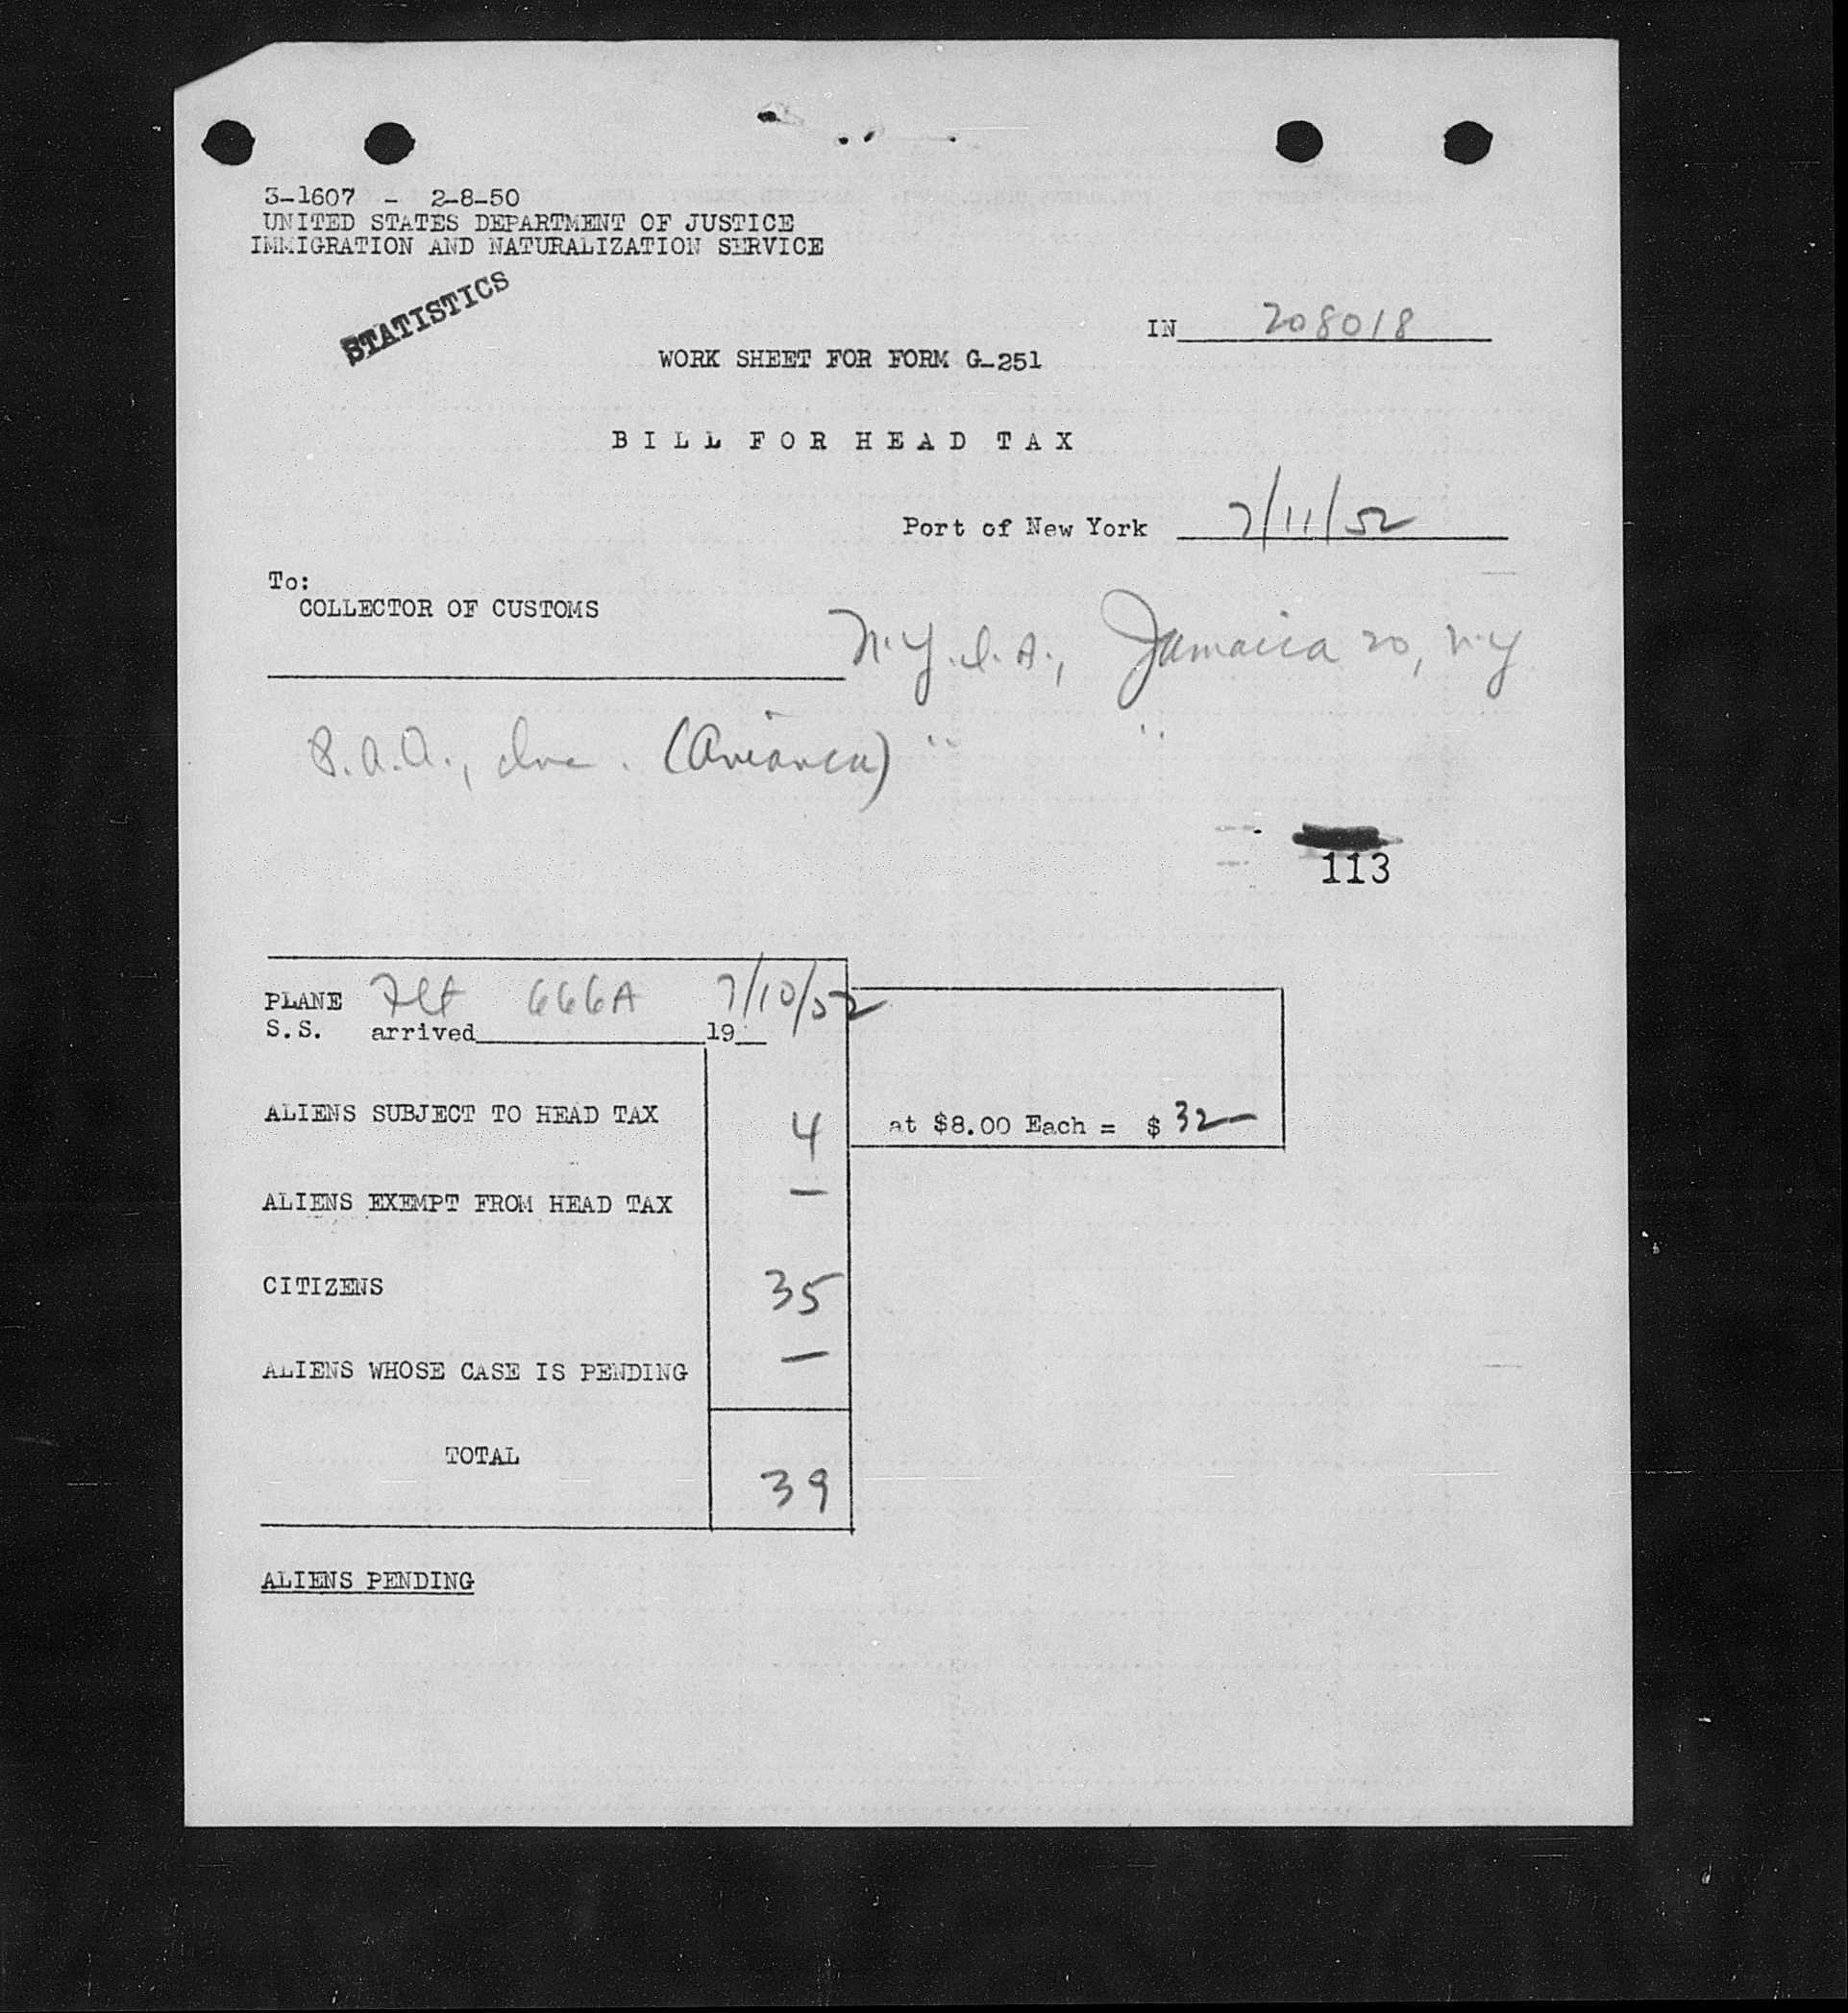 3-1607 - 2-8-50
UNITED STATES DEPARTMENT OF JUSTICE
IMMIGRATION AND NATURALIZATION SERVICE
STATISTICS
IN 208018
WORK SHEET FOR FORM G-251
BILL FOR HEAD TAX
Port of New York 7/11/52
To:
COLLECTOR OF CUSTOMS
N.Y.I.A., Jamaica 20, N.Y
S.A.A., Inc. (Avianca) " "
113
PLANE Flt 666A 7/10/52
S.S. arrived 19
ALIENS SUBJECT TO HEAD TAX 4 at $8.00 Each = $ 32—
ALIENS EXEMPT FROM HEAD TAX —
CITIZENS 35
ALIENS WHOSE CASE IS PENDING —
TOTAL 39
ALIENS PENDING